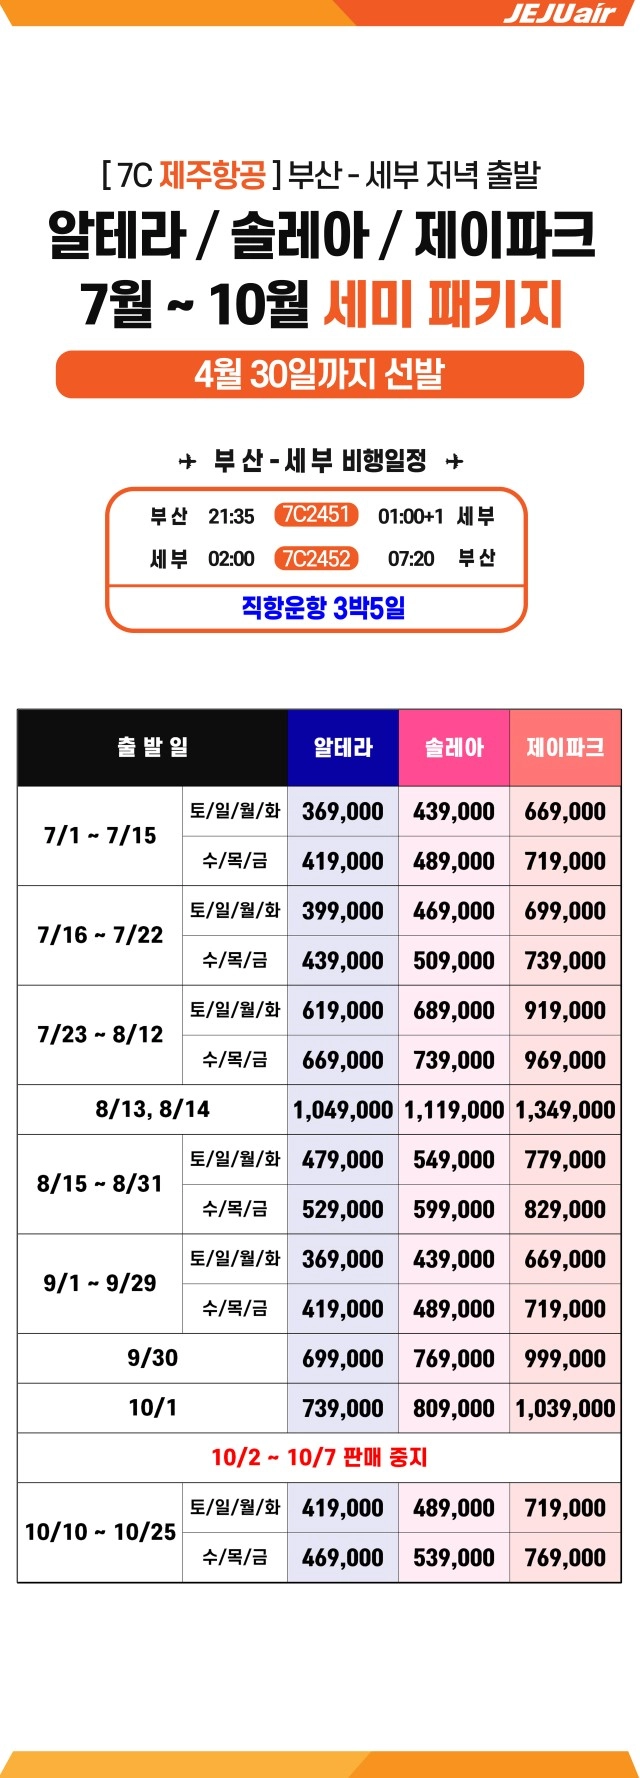 JEJUair
[ 7C 제주항공 ] 부산 - 세부 저녁 출발
알테라 / 솔레아 / 제이파크
7월 ~ 10월 세미 패키지
4월 30일까지 선발
부 산 - 세 부 비행일정
부산 21:35 7C2451 01:00+1 세부
세부 02:00 7C2452 07:20 부산
직항운항 3박5일
출 발 일 알테라 솔레아 제이파크
7/1 ~ 7/15 토/일/월/화 369,000 439,000 669,000
수/목/금 419,000 489,000 719,000
7/16 ~ 7/22 토/일/월/화 399,000 469,000 699,000
수/목/금 439,000 509,000 739,000
7/23 ~ 8/12 토/일/월/화 619,000 689,000 919,000
수/목/금 669,000 739,000 969,000
8/13, 8/14 1,049,000 1,119,000 1,349,000
8/15 ~ 8/31 토/일/월/화 479,000 549,000 779,000
수/목/금 529,000 599,000 829,000
9/1 ~ 9/29 토/일/월/화 369,000 439,000 669,000
수/목/금 419,000 489,000 719,000
9/30 699,000 769,000 999,000
10/1 739,000 809,000 1,039,000
10/2 ~ 10/7 판매 중지
10/10 ~ 10/25 토/일/월/화 419,000 489,000 719,000
수/목/금 469,000 539,000 769,000